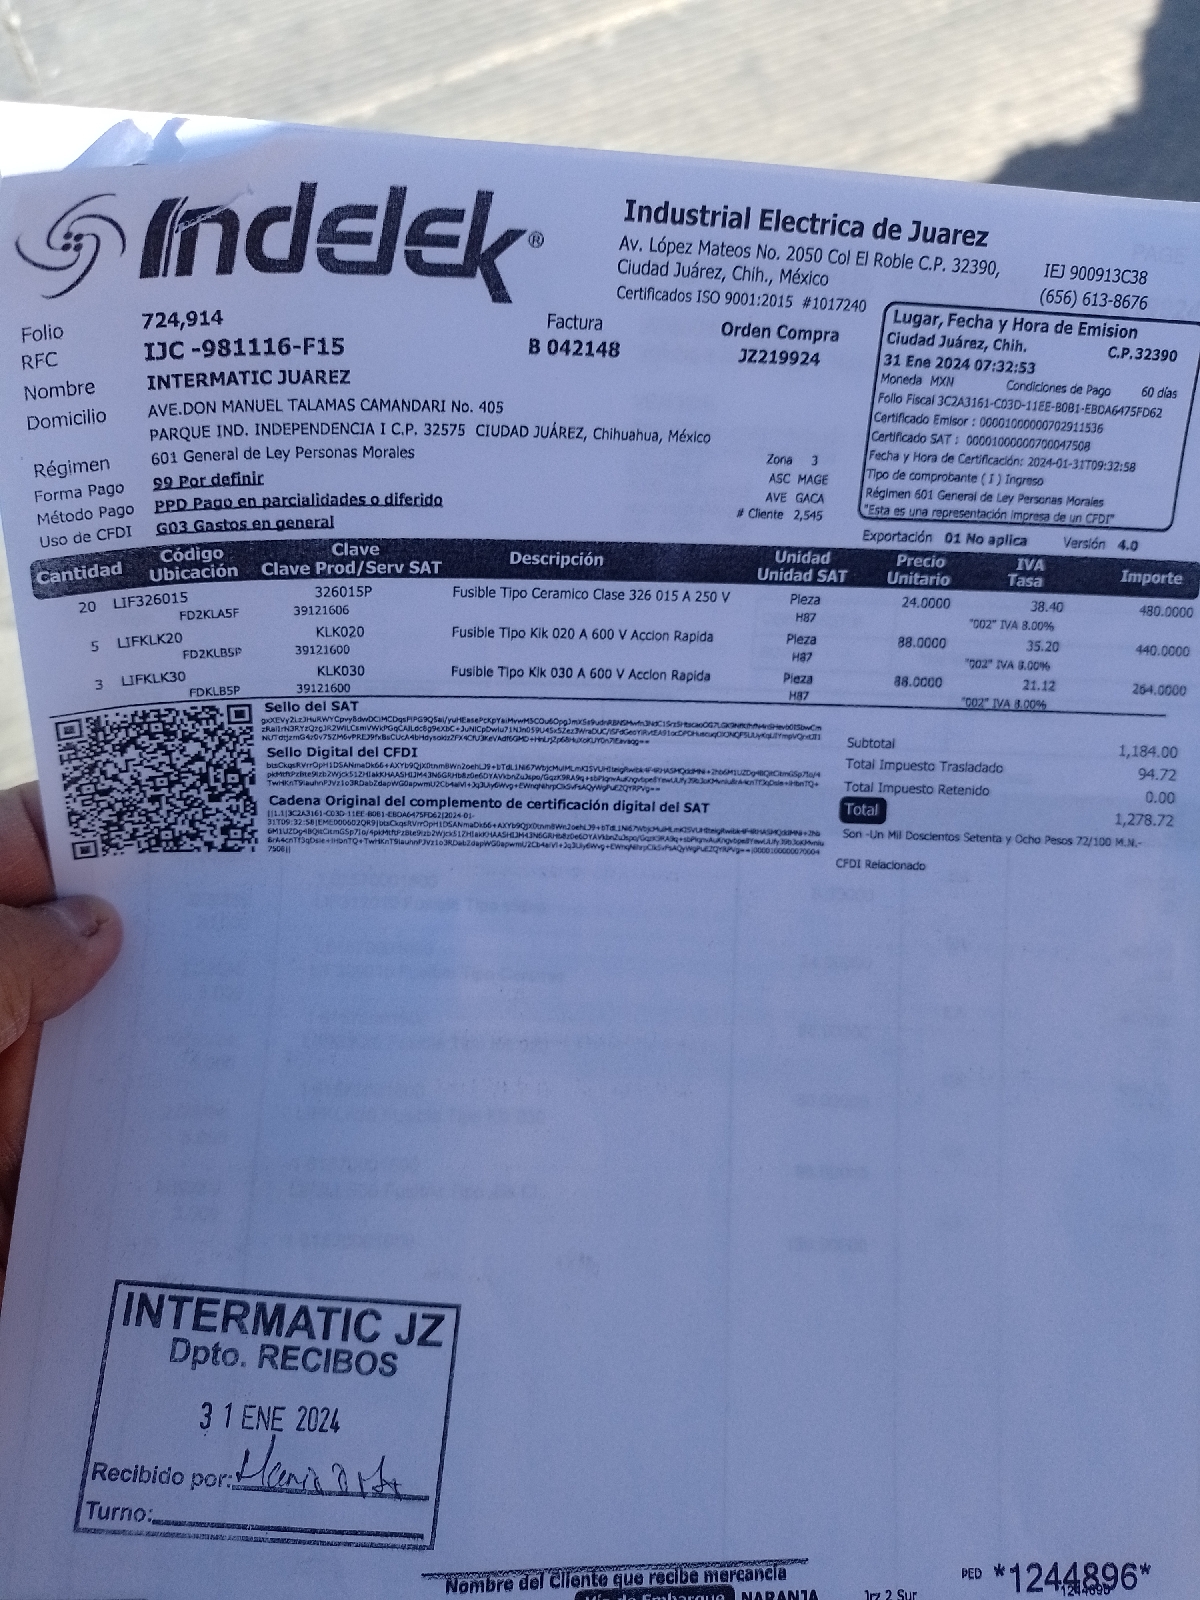 Indelek®
Industrial Electrica de Juarez
Av. López Mateos No. 2050 Col El Roble C.P. 32390,
Ciudad Juárez, Chih., México
IEJ 900913C38
Certificados ISO 9001:2015 #1017240
(656) 613-8676
Folio 724,914
Factura
B 042148
Orden Compra
JZ219924
RFC IJC -981116-F15
Nombre INTERMATIC JUAREZ
Domicilio AVE.DON MANUEL TALAMAS CAMANDARI No. 405
PARQUE IND. INDEPENDENCIA I C.P. 32575 CIUDAD JUÁREZ, Chihuahua, México
Régimen 601 General de Ley Personas Morales
Forma Pago 99 Por definir
Método Pago PPD Pago en parcialidades o diferido
Uso de CFDI G03 Gastos en general
Zona 3
ASC MAGE
AVE GACA
# Cliente 2,545
Lugar, Fecha y Hora de Emision
Ciudad Juárez, Chih. C.P.32390
31 Ene 2024 07:32:53
Moneda MXN Condiciones de Pago 60 días
Folio Fiscal 3C2A3161-C03D-11EE-B0B1-EBDA6475FD62
Certificado Emisor : 00001000000702911536
Certificado SAT : 00001000000700047508
Fecha y Hora de Certificación: 2024-01-31T09:32:58
Tipo de comprobante ( I ) Ingreso
Régimen 601 General de Ley Personas Morales
"Esta es una representación impresa de un CFDI"
Exportación 01 No aplica Versión 4.0
Cantidad Código Ubicación Clave Clave Prod/Serv SAT Descripción Unidad Unidad SAT Precio Unitario IVA Tasa Importe
20 LIF326015 326015P Fusible Tipo Ceramico Clase 326 015 A 250 V Pieza 24.0000 38.40 480.0000
FD2KLA5F 39121606 H87 "002" IVA 8.00%
5 LIFKLK20 KLK020 Fusible Tipo Klk 020 A 600 V Accion Rapida Pieza 88.0000 35.20 440.0000
FD2KLB5P 39121600 H87 "002" IVA 8.00%
3 LIFKLK30 KLK030 Fusible Tipo Klk 030 A 600 V Accion Rapida Pieza 88.0000 21.12 264.0000
FDKLB5P 39121600 H87 "002" IVA 8.00%
Sello del SAT
Sello Digital del CFDI
Cadena Original del complemento de certificación digital del SAT
Subtotal 1,184.00
Total Impuesto Trasladado 94.72
Total Impuesto Retenido 0.00
Total 1,278.72
Son -Un Mil Doscientos Setenta y Ocho Pesos 72/100 M.N.-
CFDI Relacionado
INTERMATIC JZ
Dpto. RECIBOS
31 ENE 2024
Recibido por:
Turno:
Nombre del Cliente que recibe mercancia
PED *1244896*
NARANJA
Jrz 2 Sur